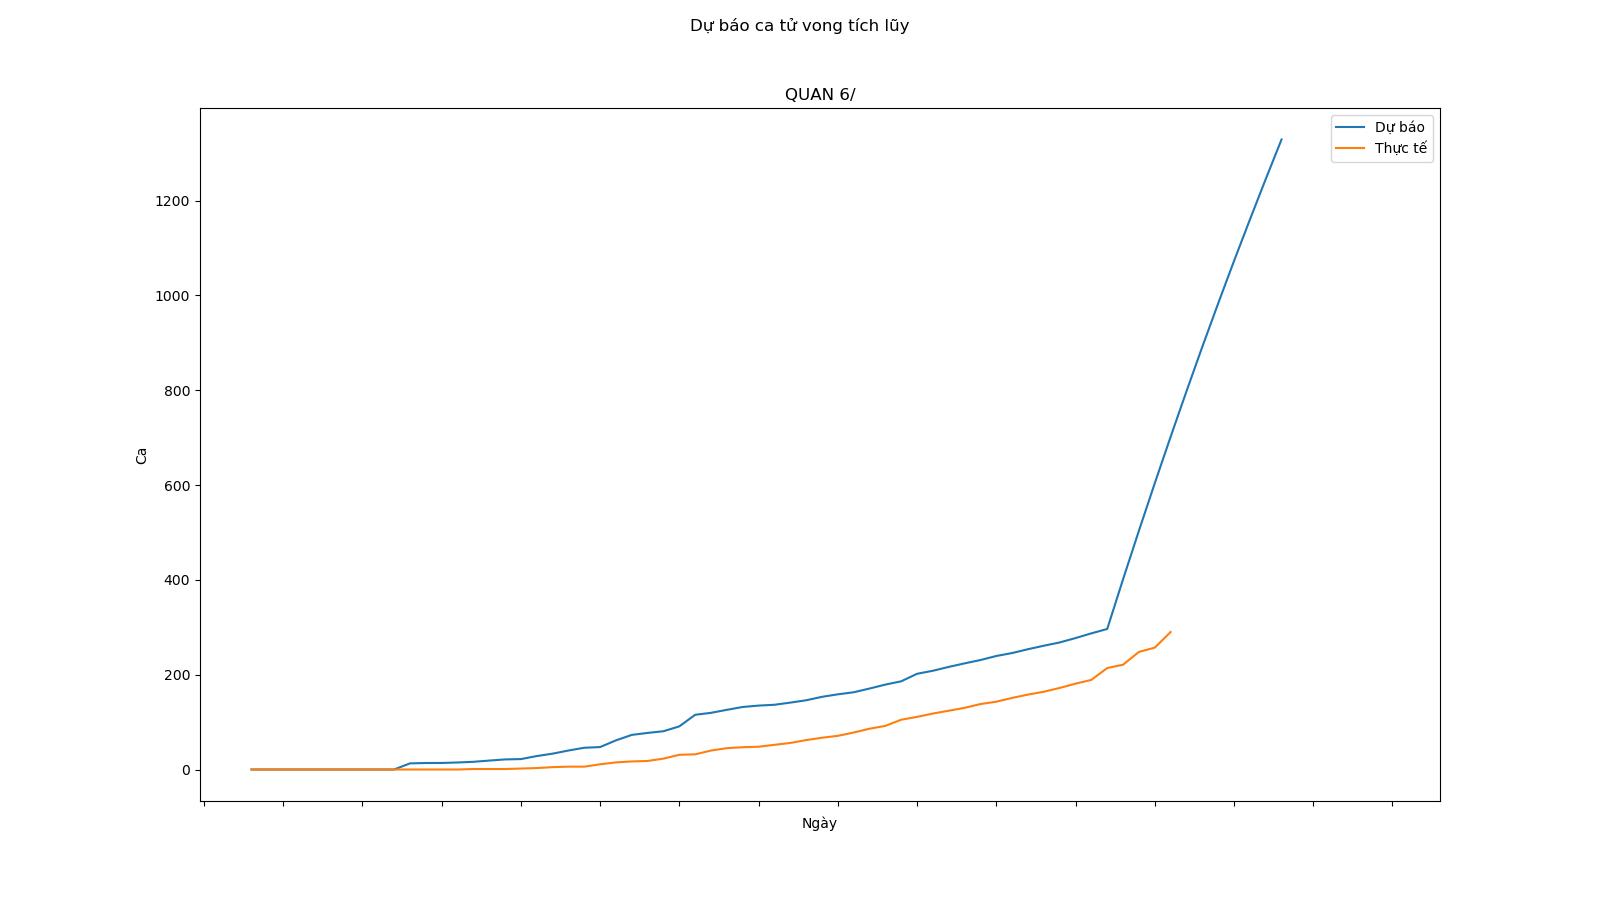 Dự báo ca tử vong tích lũy
QUAN 6/
Dự báo
Thực tế
1200
1000
800
600
400
200
0
Ca
Ngày